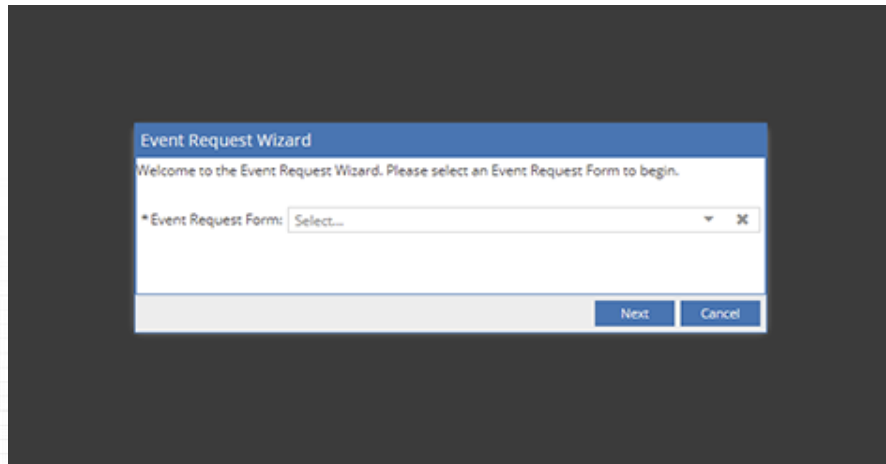 Event Request Wizard
Welcome to the Event Request Wizard. Please select an Event Request Form to begin.
*Event Request Form: Select...
Next Cancel